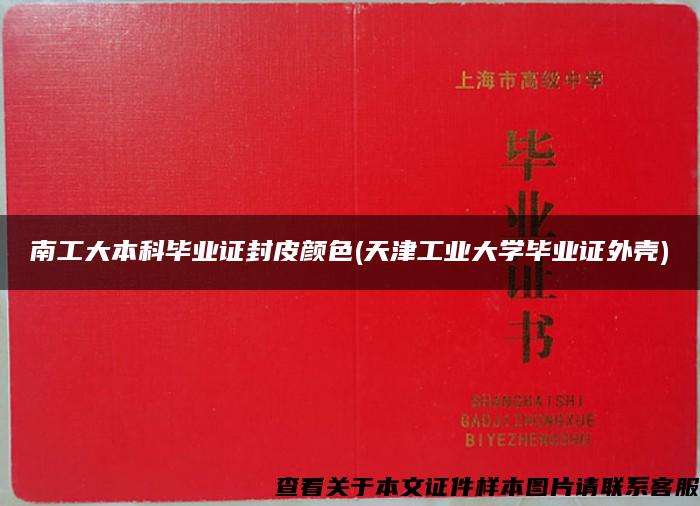 上海市高级中学
毕业证书
南工大本科毕业证封皮颜色(天津工业大学毕业证外壳)
SHANGHAISHI
GAOJIZHONGXUE
BIYEZHENGSHU
查看关于本文证件样本图片请联系客服